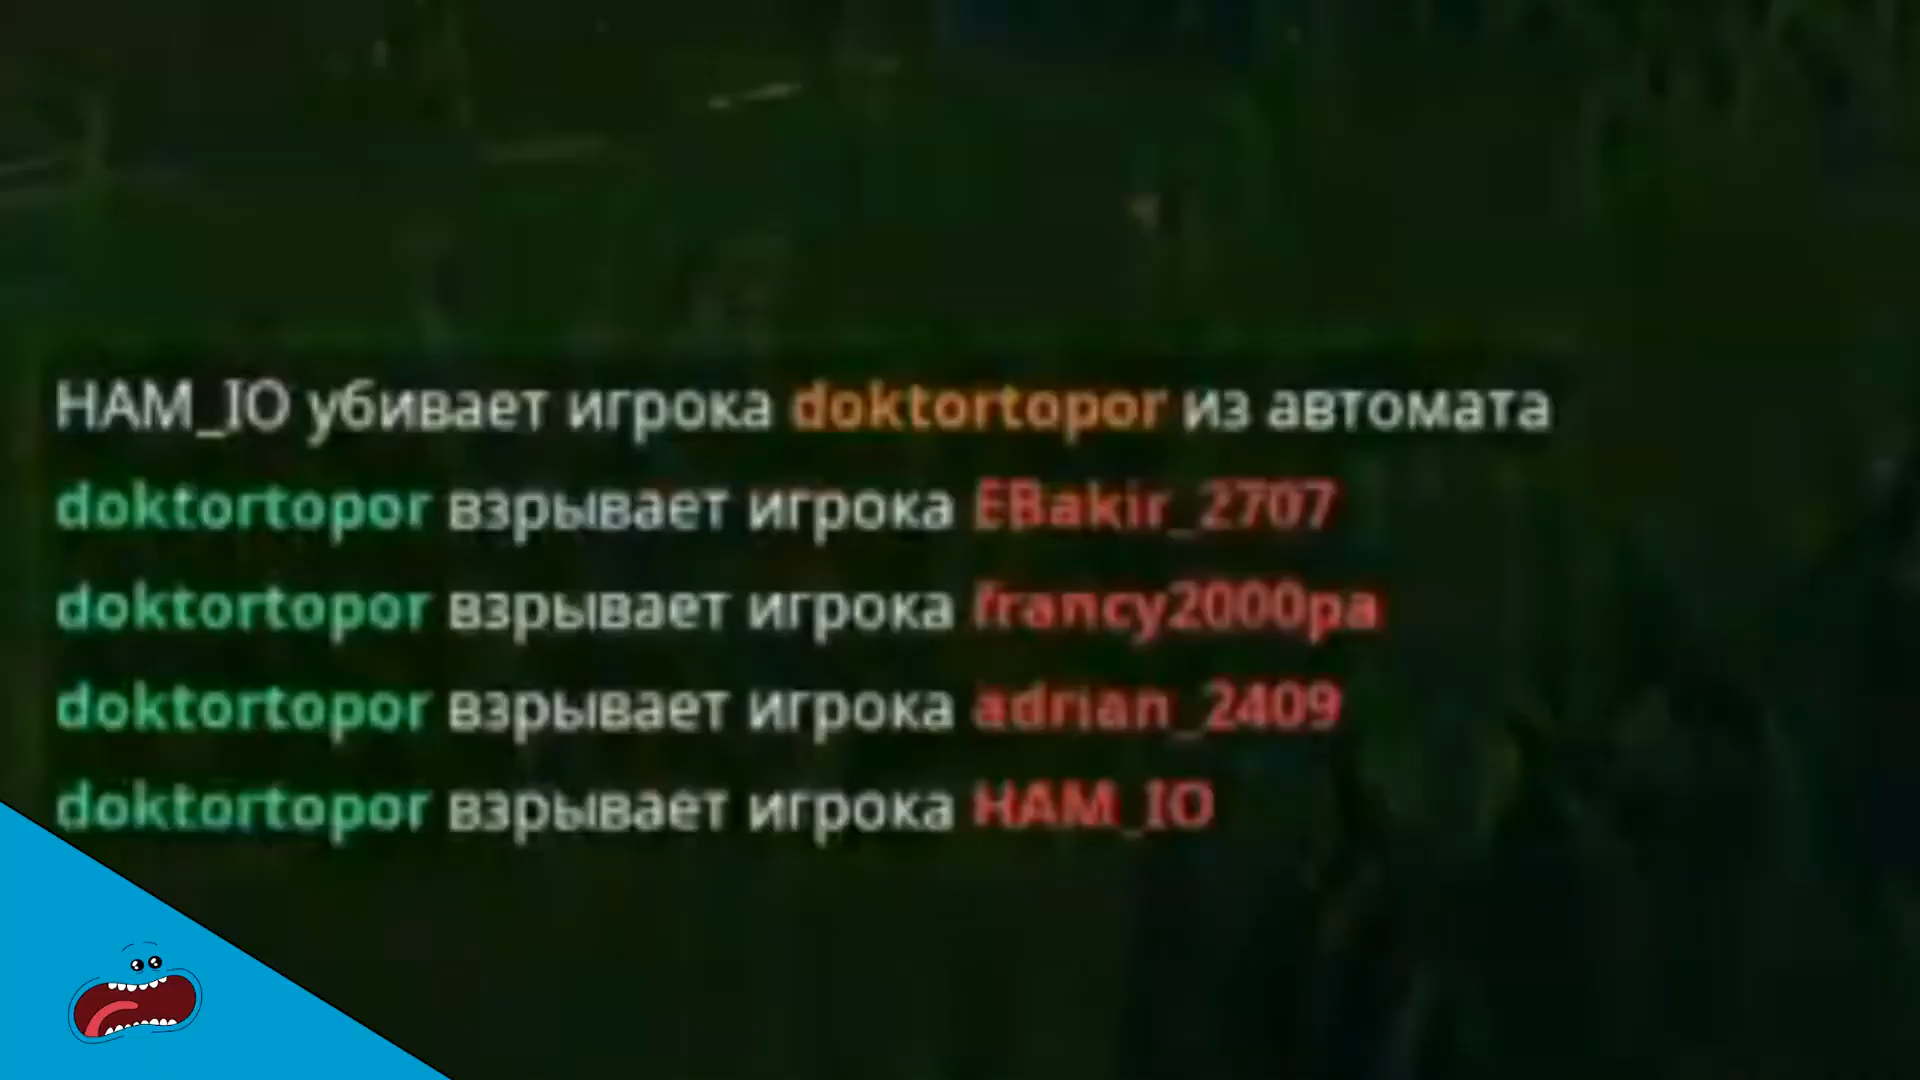 HAM_IO убивает игрока doktortopor из автомата
doktortopor взрывает игрока EBakir_2707
doktortopor взрывает игрока francy2000pa
doktortopor взрывает игрока adrian_2409
doktortopor взрывает игрока HAM_IO